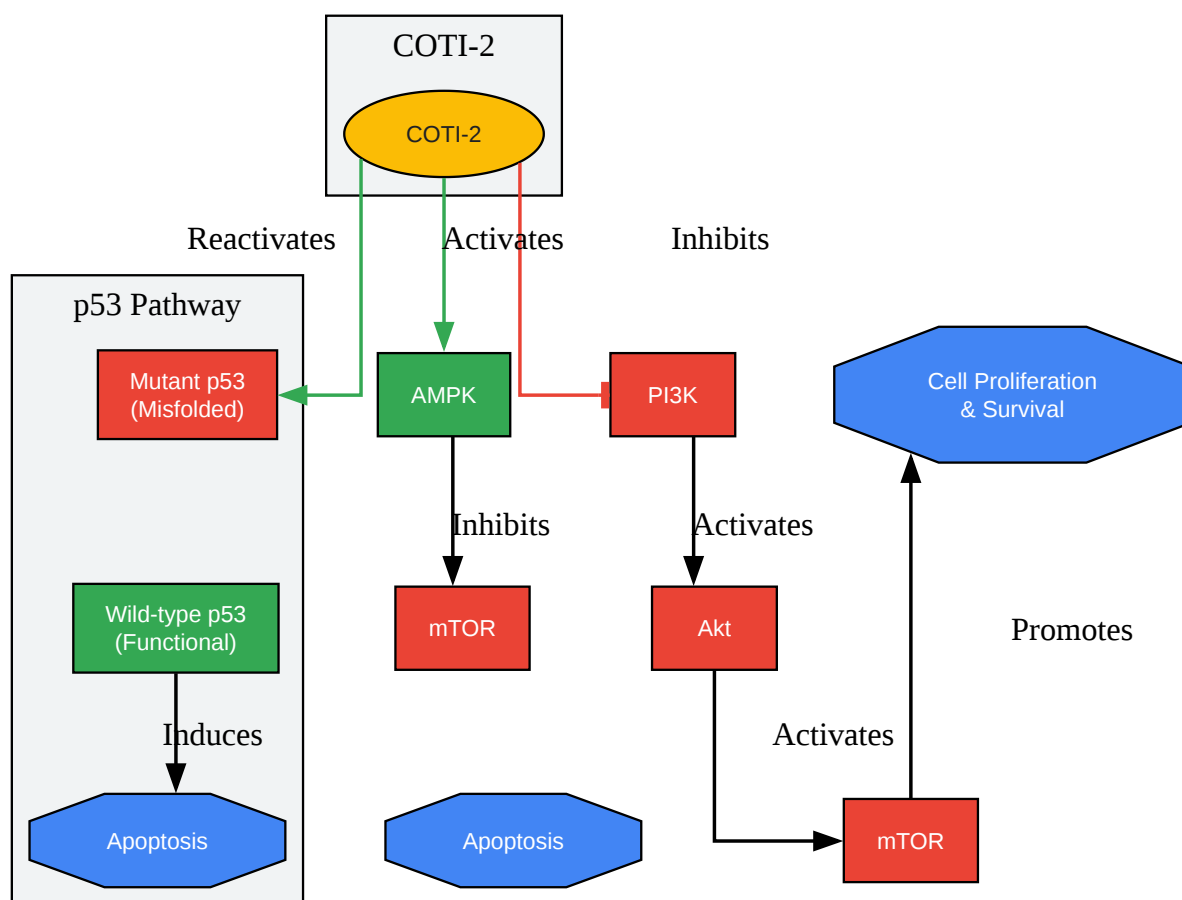 COTI-2
COTI-2
Reactivates
Activates
Inhibits
p53 Pathway
Mutant p53
(Misfolded)
AMPK
PI3K
Cell Proliferation
& Survival
Inhibits
Activates
Wild-type p53
(Functional)
mTOR
Akt
Promotes
Induces
Activates
Apoptosis
Apoptosis
mTOR